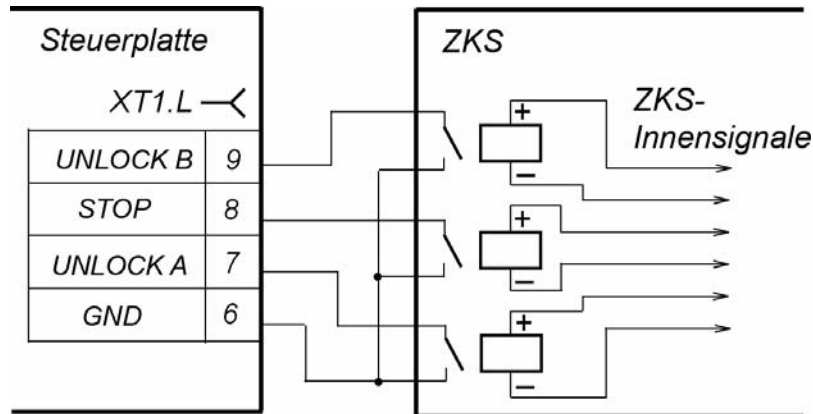 Steuerplatte
XT1.L
UNLOCK B 9
STOP 8
UNLOCK A 7
GND 6
ZKS
ZKS-
Innensignale
+
−
+
−
+
−